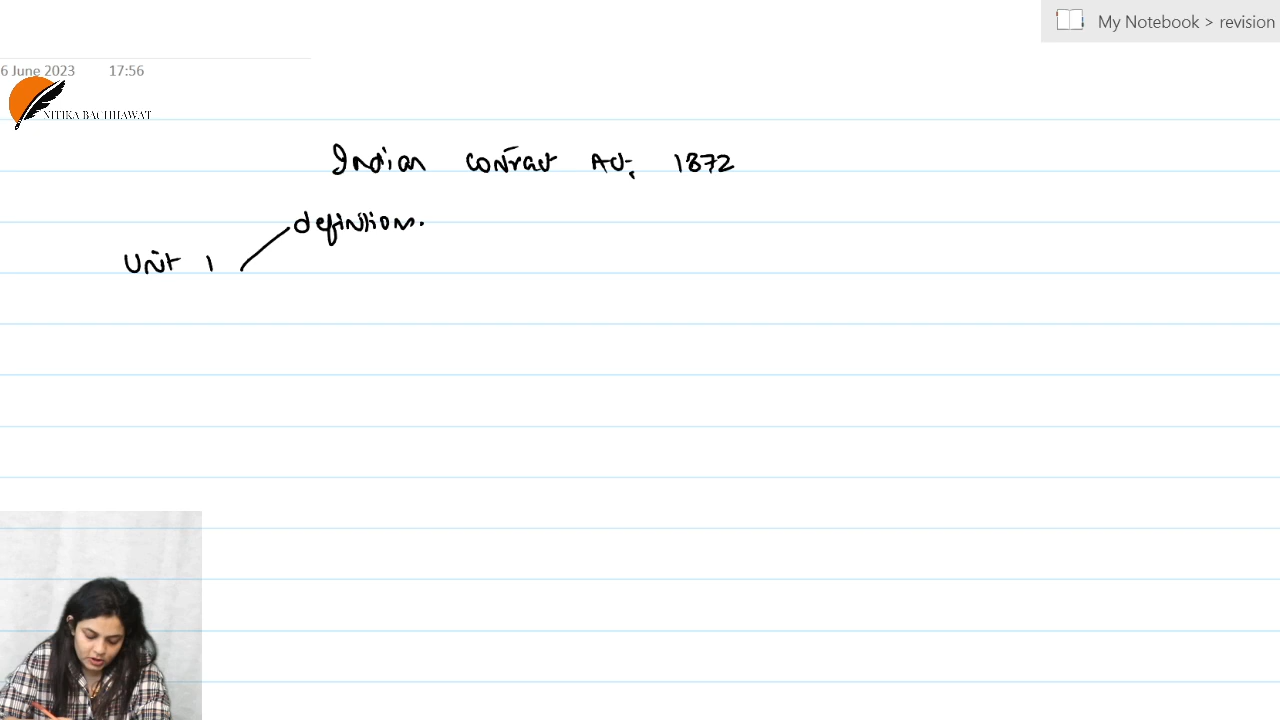 My Notebook > revision
6 June 2023 17:56
NITIKA BACHHAWAT
Indian Contract Act, 1872
definitions.
Unit 1